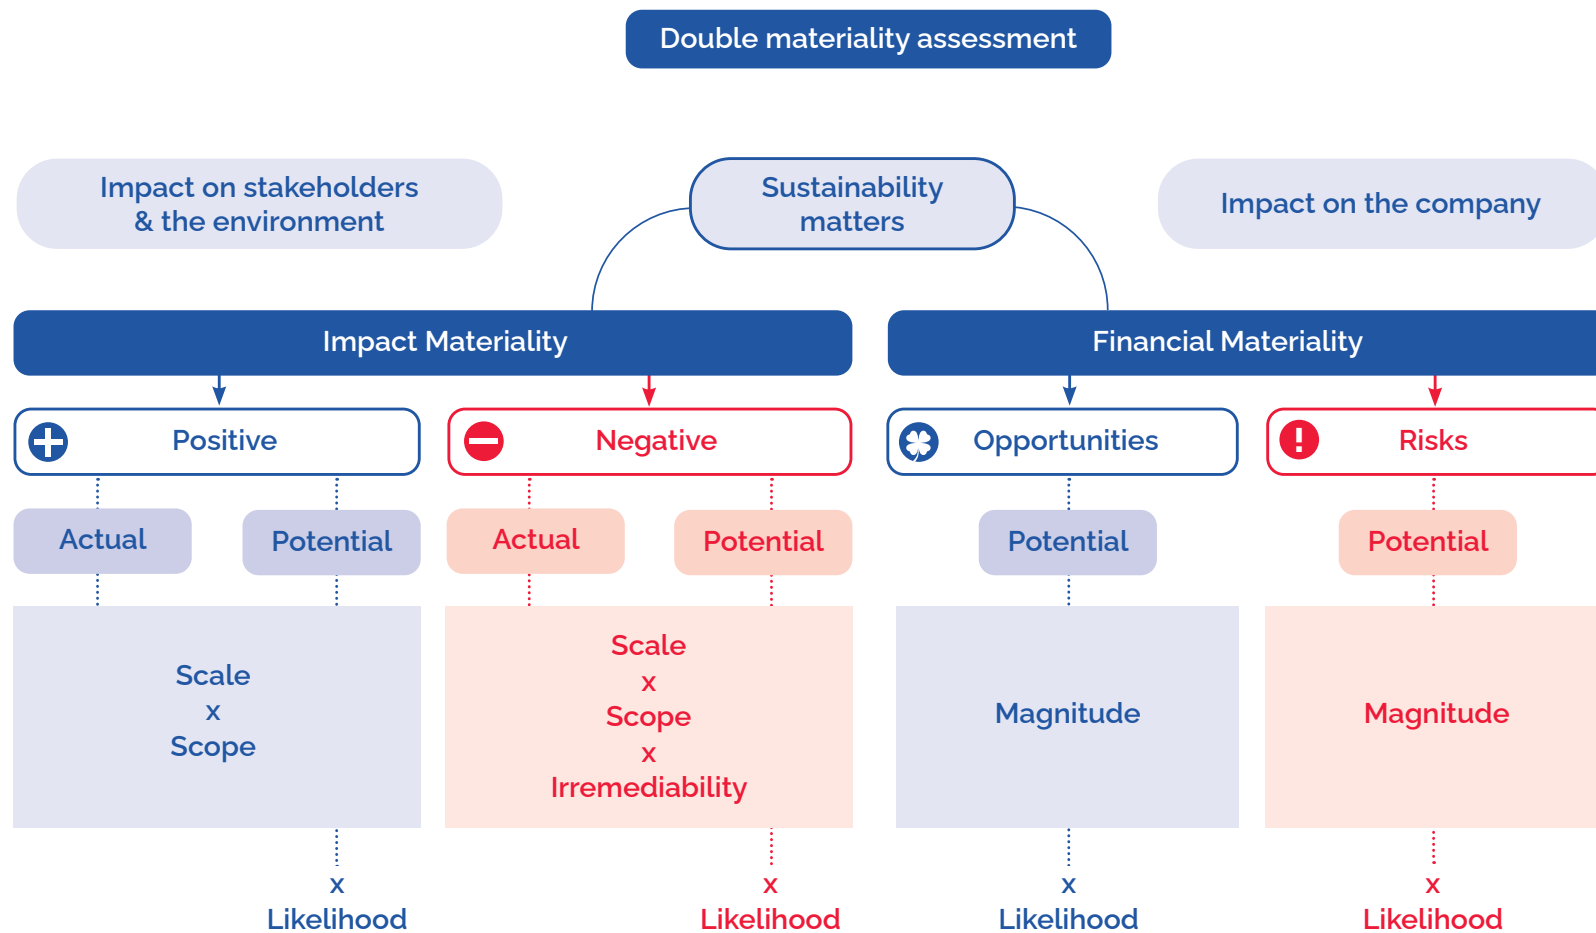 Double materiality assessment
Impact on stakeholders
& the environment
Sustainability
matters
Impact on the company
Impact Materiality
Financial Materiality
Positive
Negative
Opportunities
Risks
Actual
Potential
Actual
Potential
Potential
Potential
Scale
x
Scope
Scale
x
Scope
x
Irremediability
Magnitude
Magnitude
x
Likelihood
x
Likelihood
x
Likelihood
x
Likelihood